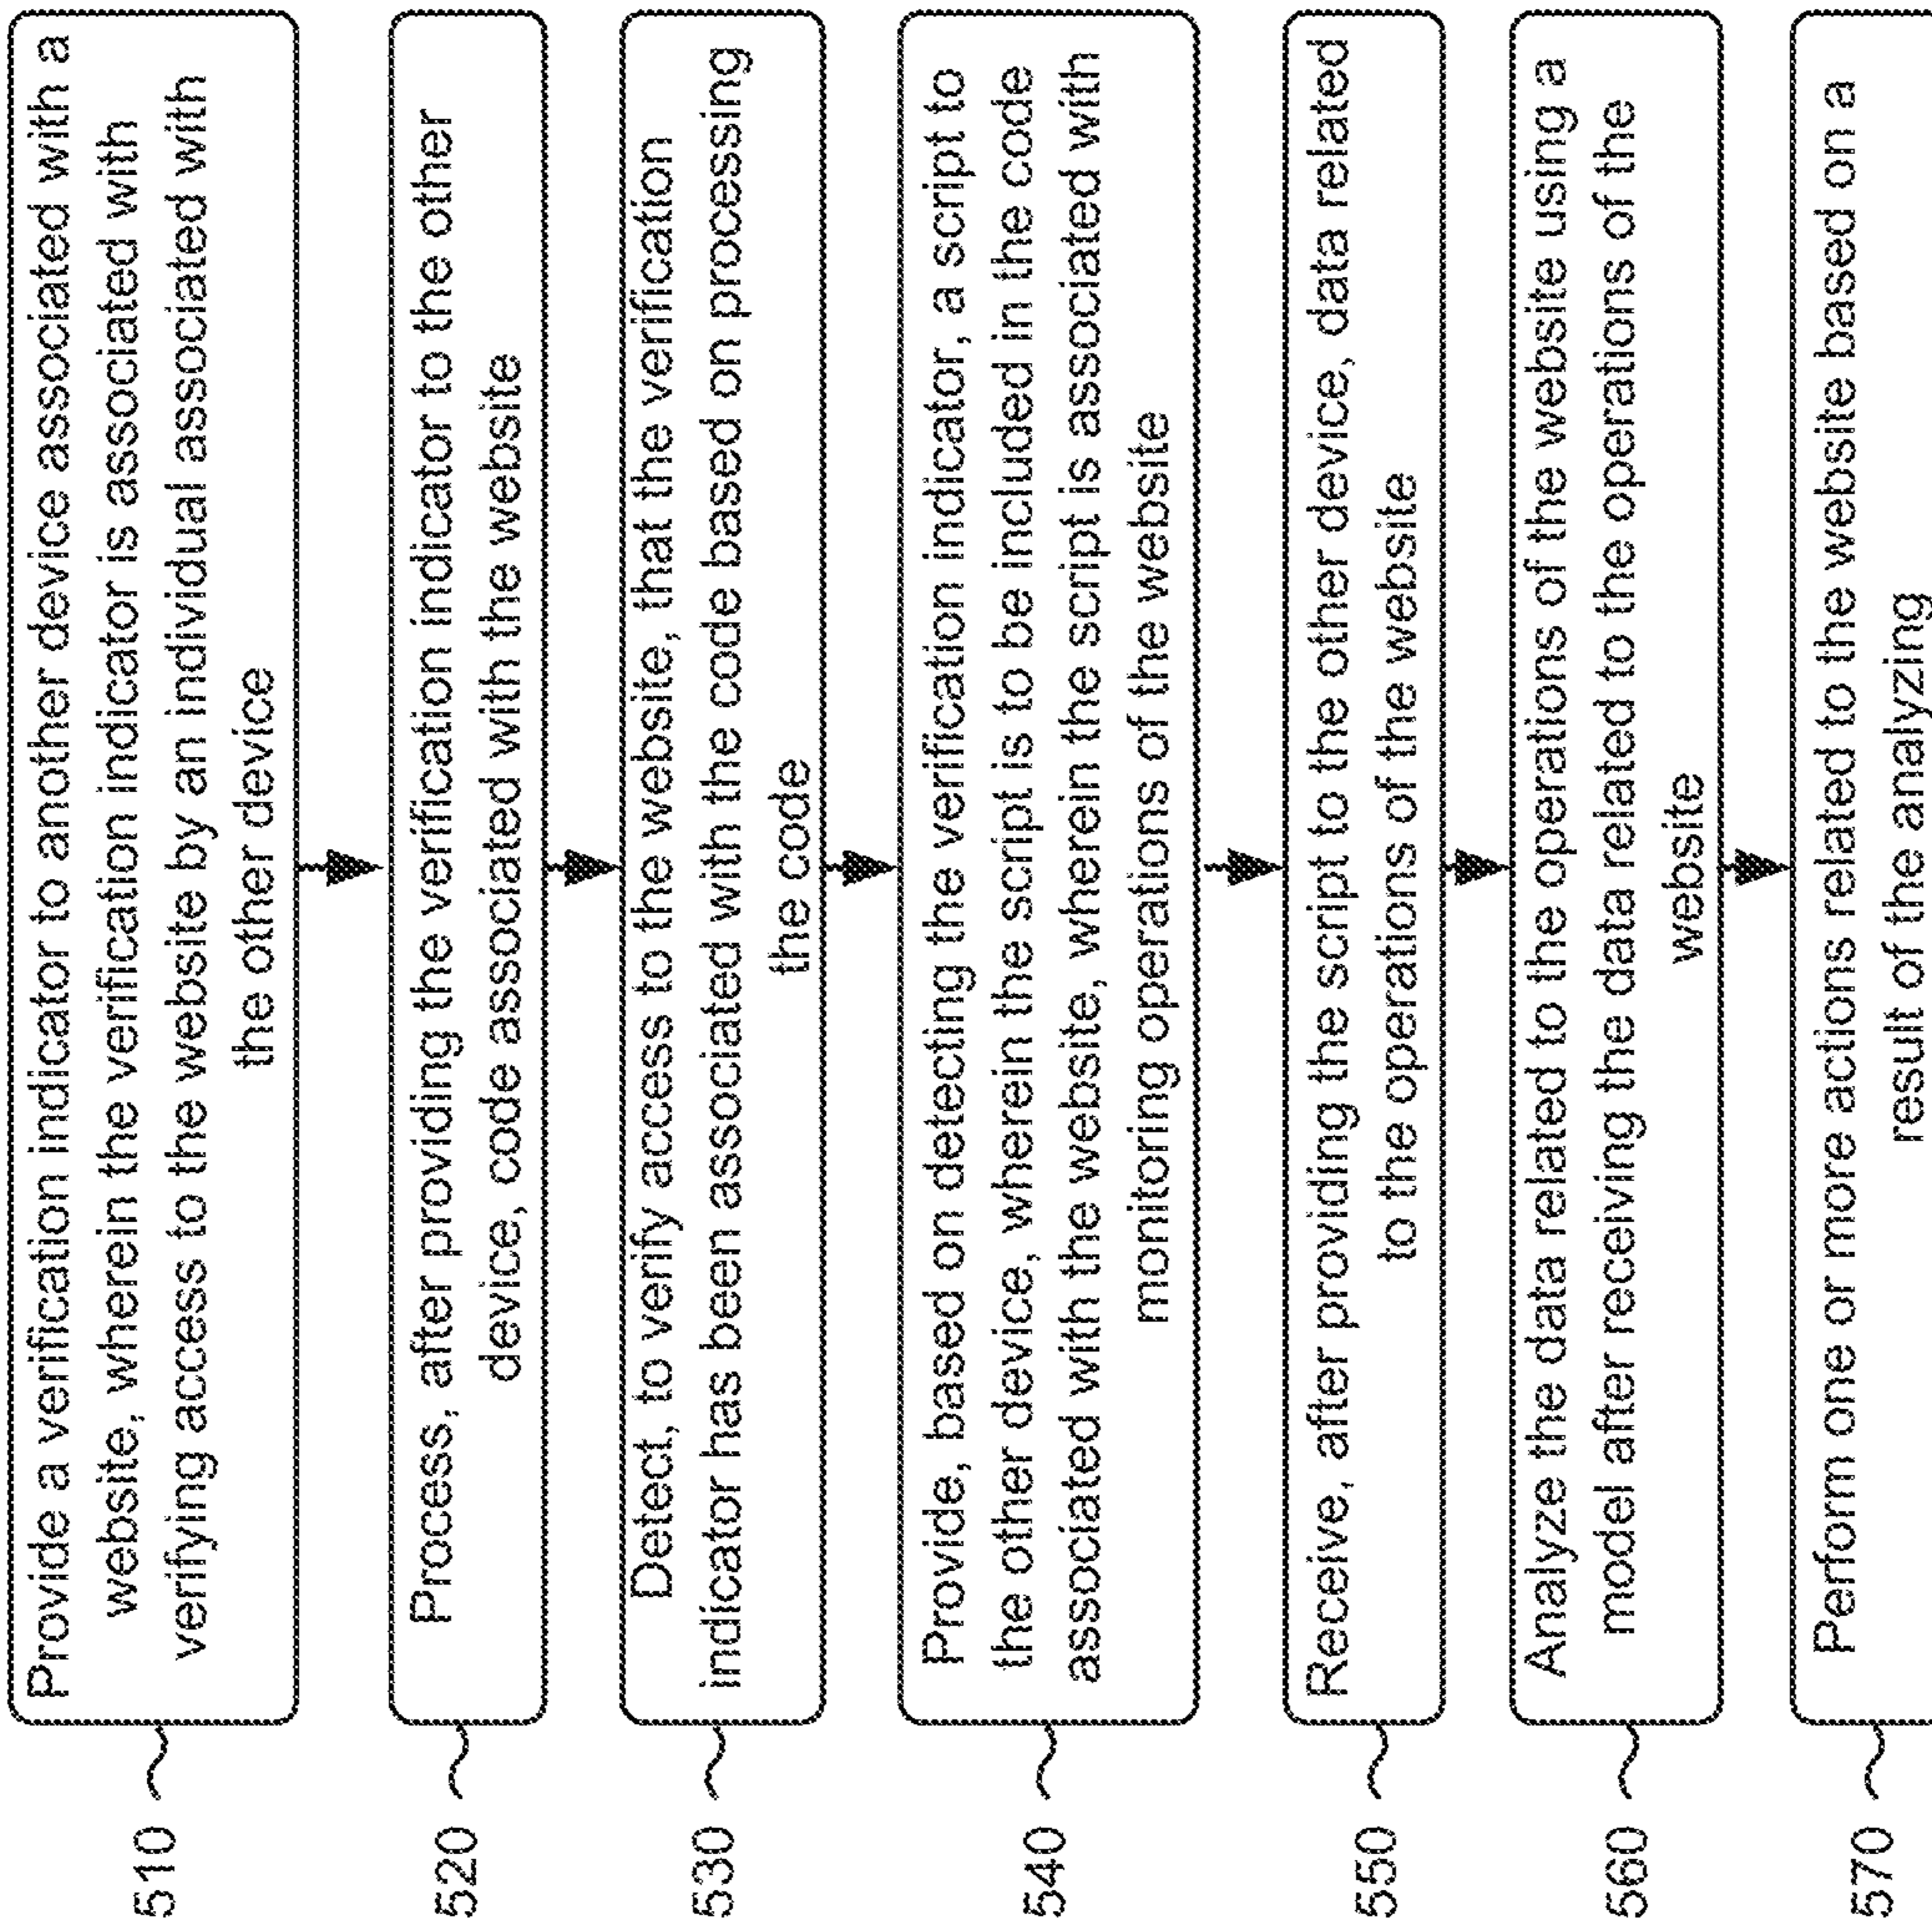 510
Provide a verification indicator to another device associated with a
website, wherein the verification indicator is associated with
verifying access to the website by an individual associated with
the other device
520
Process, after providing the verification indicator to the other
device, code associated with the website
530
Detect, to verify access to the website, that the verification
indicator has been associated with the code based on processing
the code
540
Provide, based on detecting the verification indicator, a script to
the other device, wherein the script is to be included in the code
associated with the website, wherein the script is associated with
monitoring operations of the website
550
Receive, after providing the script to the other device, data related
to the operations of the website
560
Analyze the data related to the operations of the website using a
model after receiving the data related to the operations of the
website
570
Perform one or more actions related to the website based on a
result of the analyzing